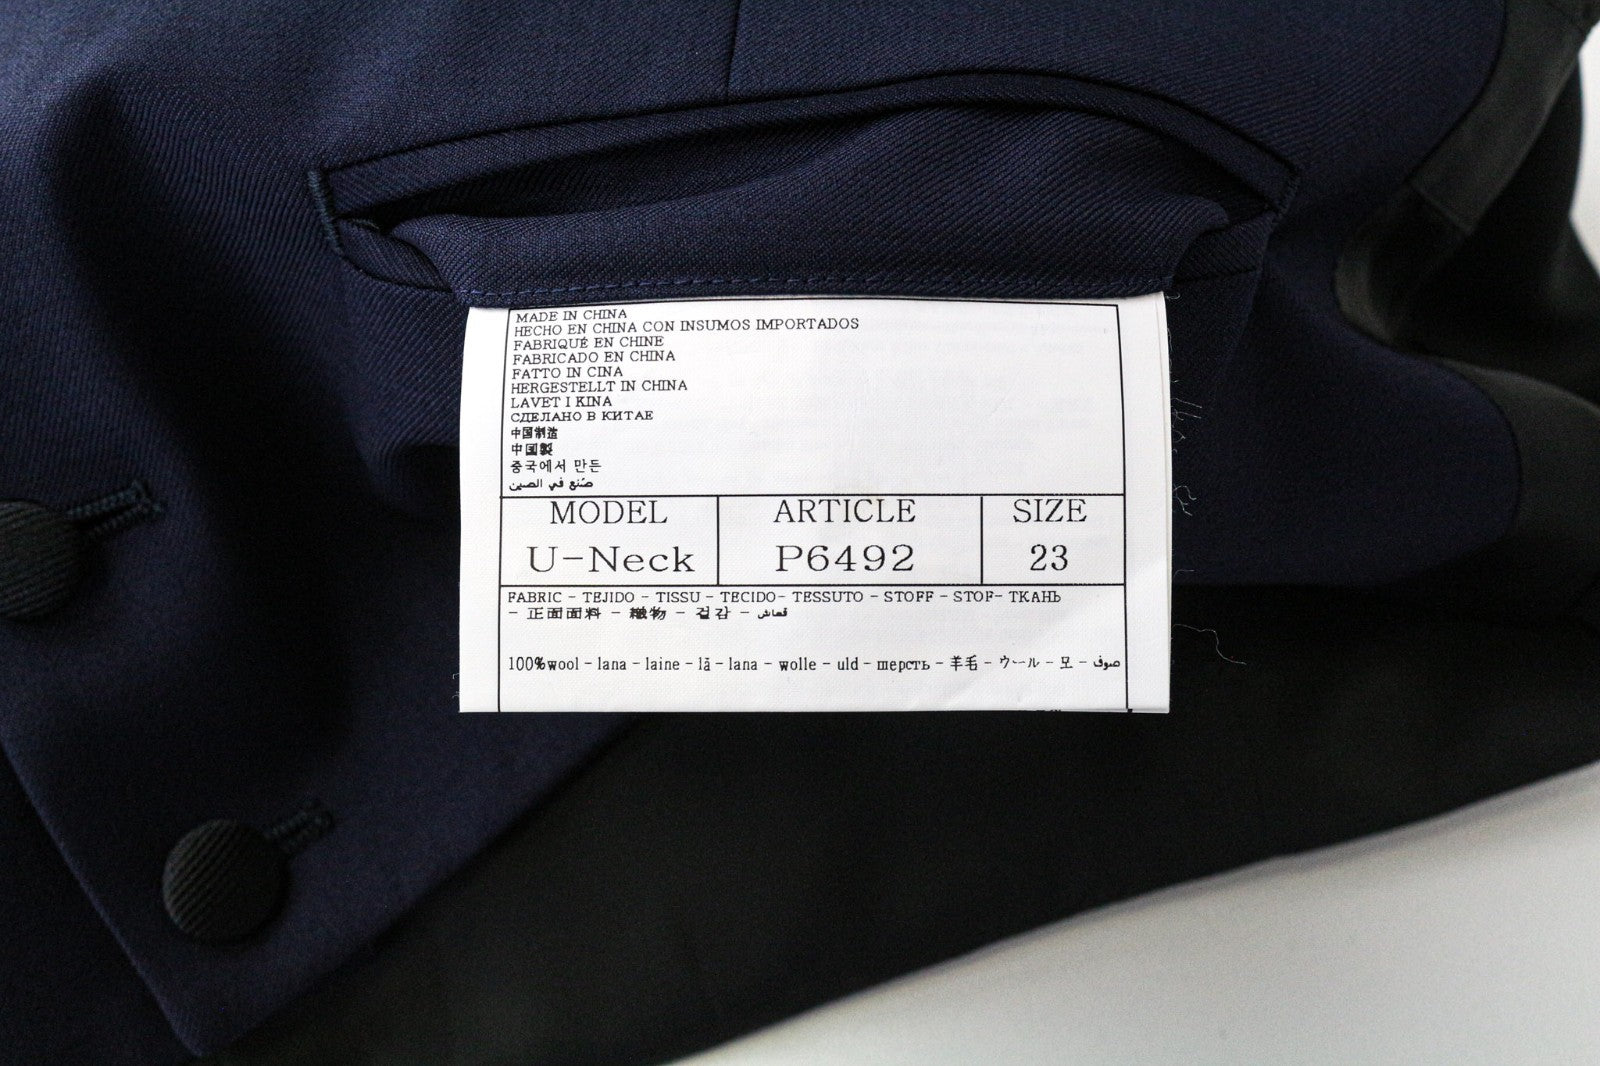 MADE IN CHINA
HECHO EN CHINA CON INSUMOS IMPORTADOS
FABRIQUÉ EN CHINE
FABRICADO EN CHINA
FATTO IN CINA
HERGESTELLT IN CHINA
LAVET I KINA
СДЕЛАНО В КИТАЕ
中国制造
中国製
중국에서 만든
صنع في الصين
MODEL ARTICLE SIZE
U-Neck P6492 23
FABRIC - TEJIDO - TISSU - TECIDO- TESSUTO - STOFF - STOF- ТКАНЬ
- 正面面料 - 織物 - 겉감 - قماش
100%wool - lana - laine - lã - lana - wolle - uld - шерсть - 羊毛 - ウール - 모 - صوف